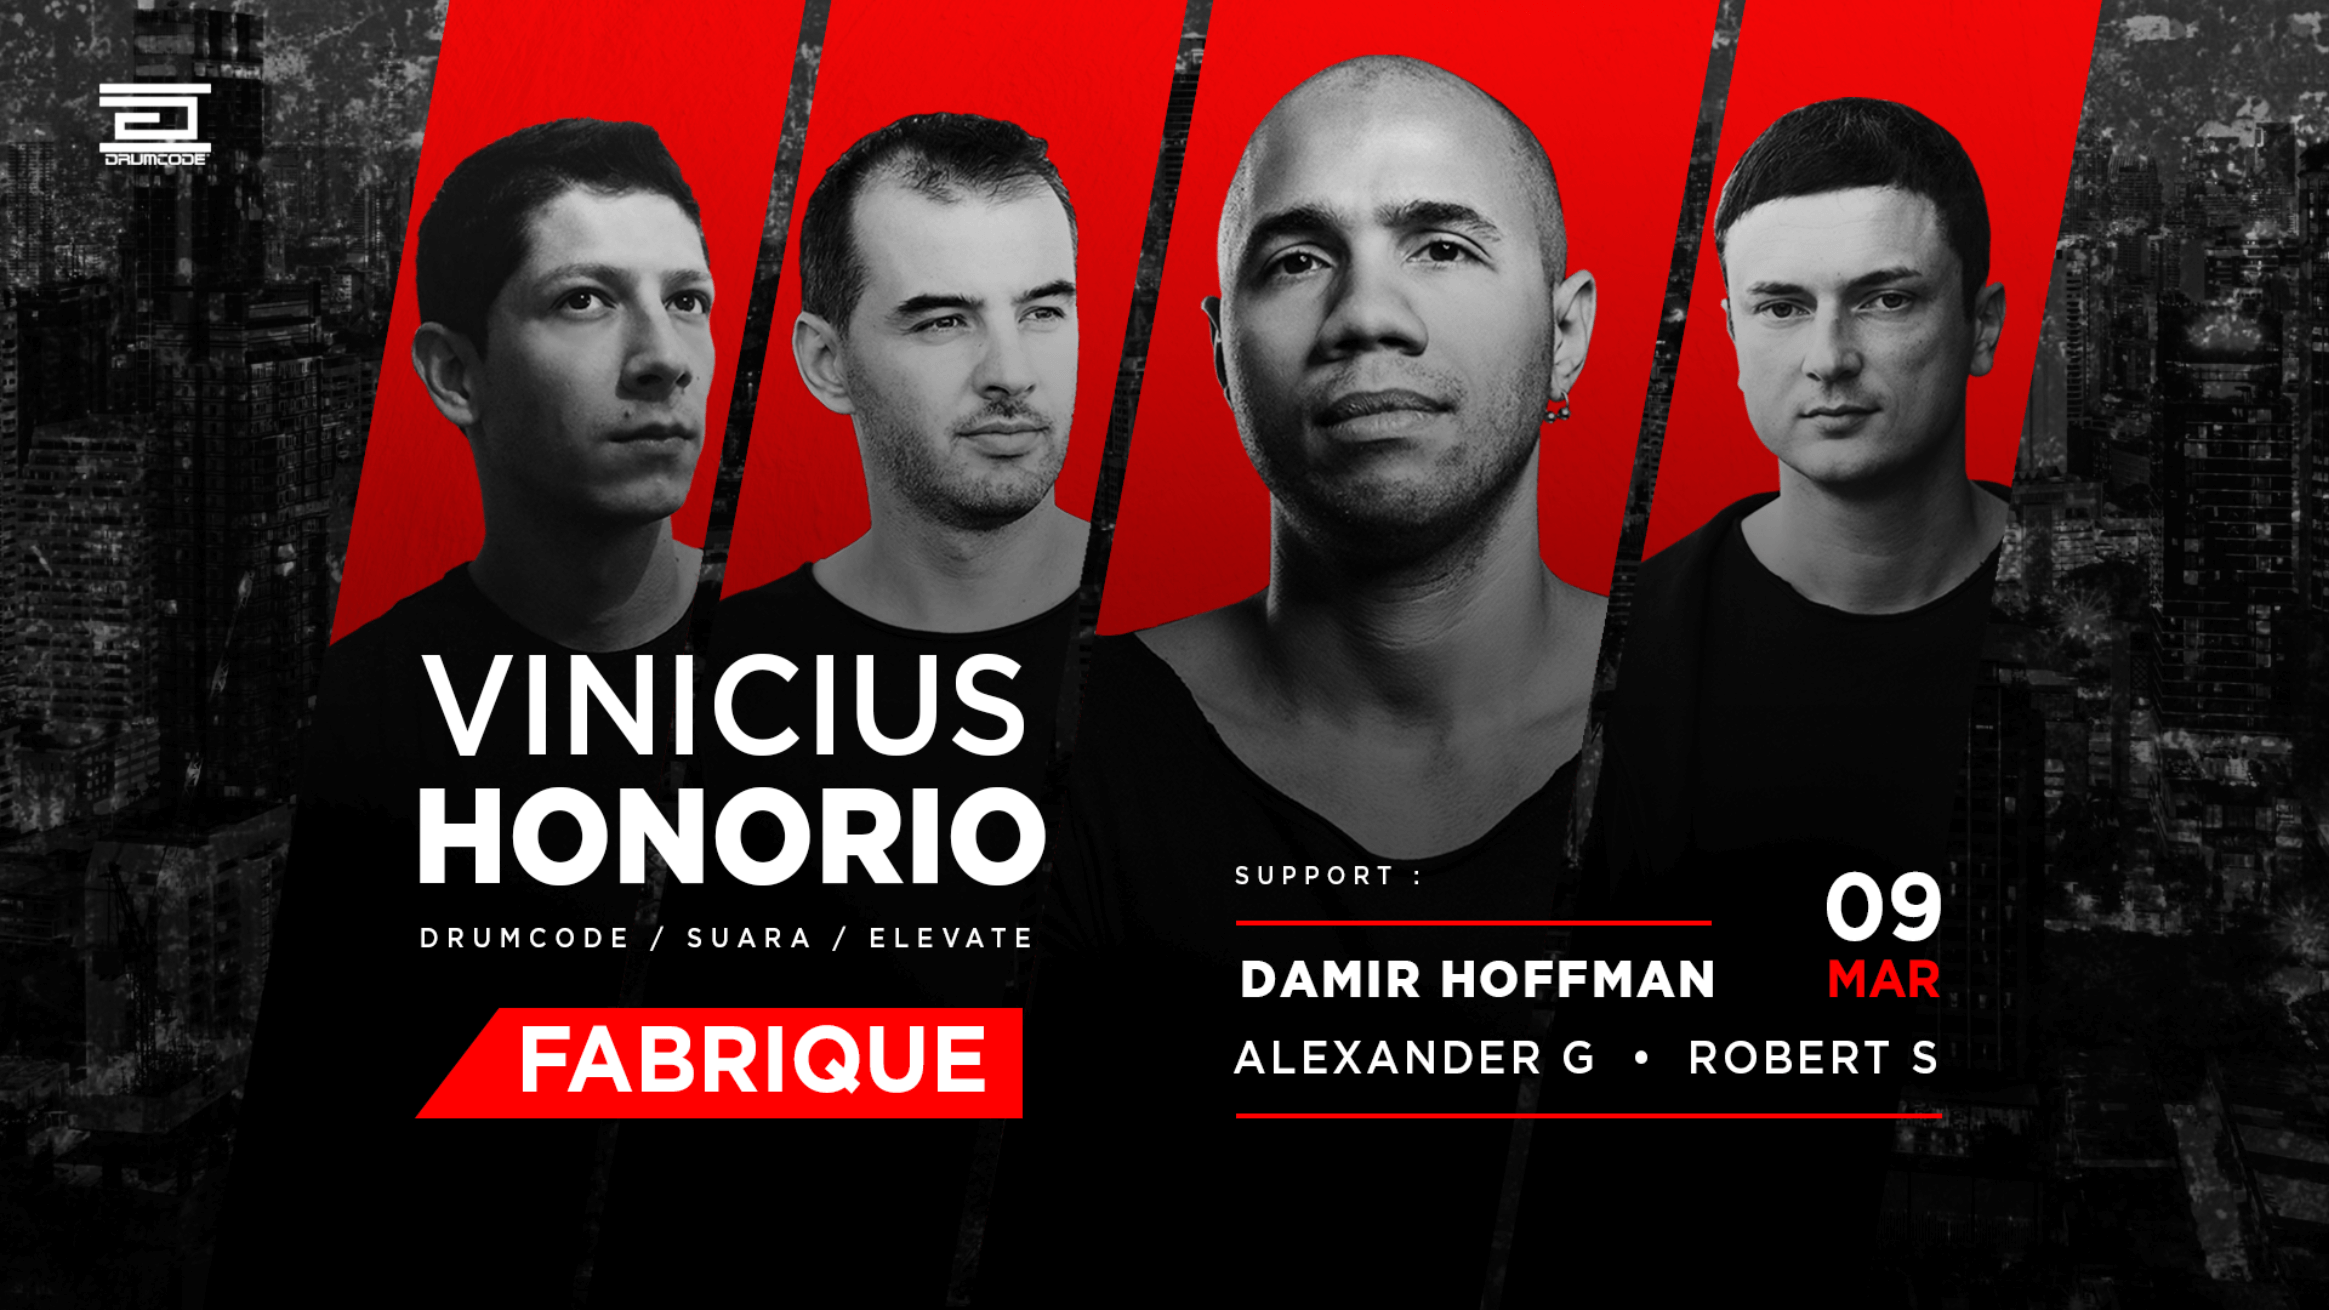 DRUMCODE
VINICIUS
HONORIO
DRUMCODE / SUARA / ELEVATE
FABRIQUE
SUPPORT :
DAMIR HOFFMAN
ALEXANDER G • ROBERT S
09
MAR